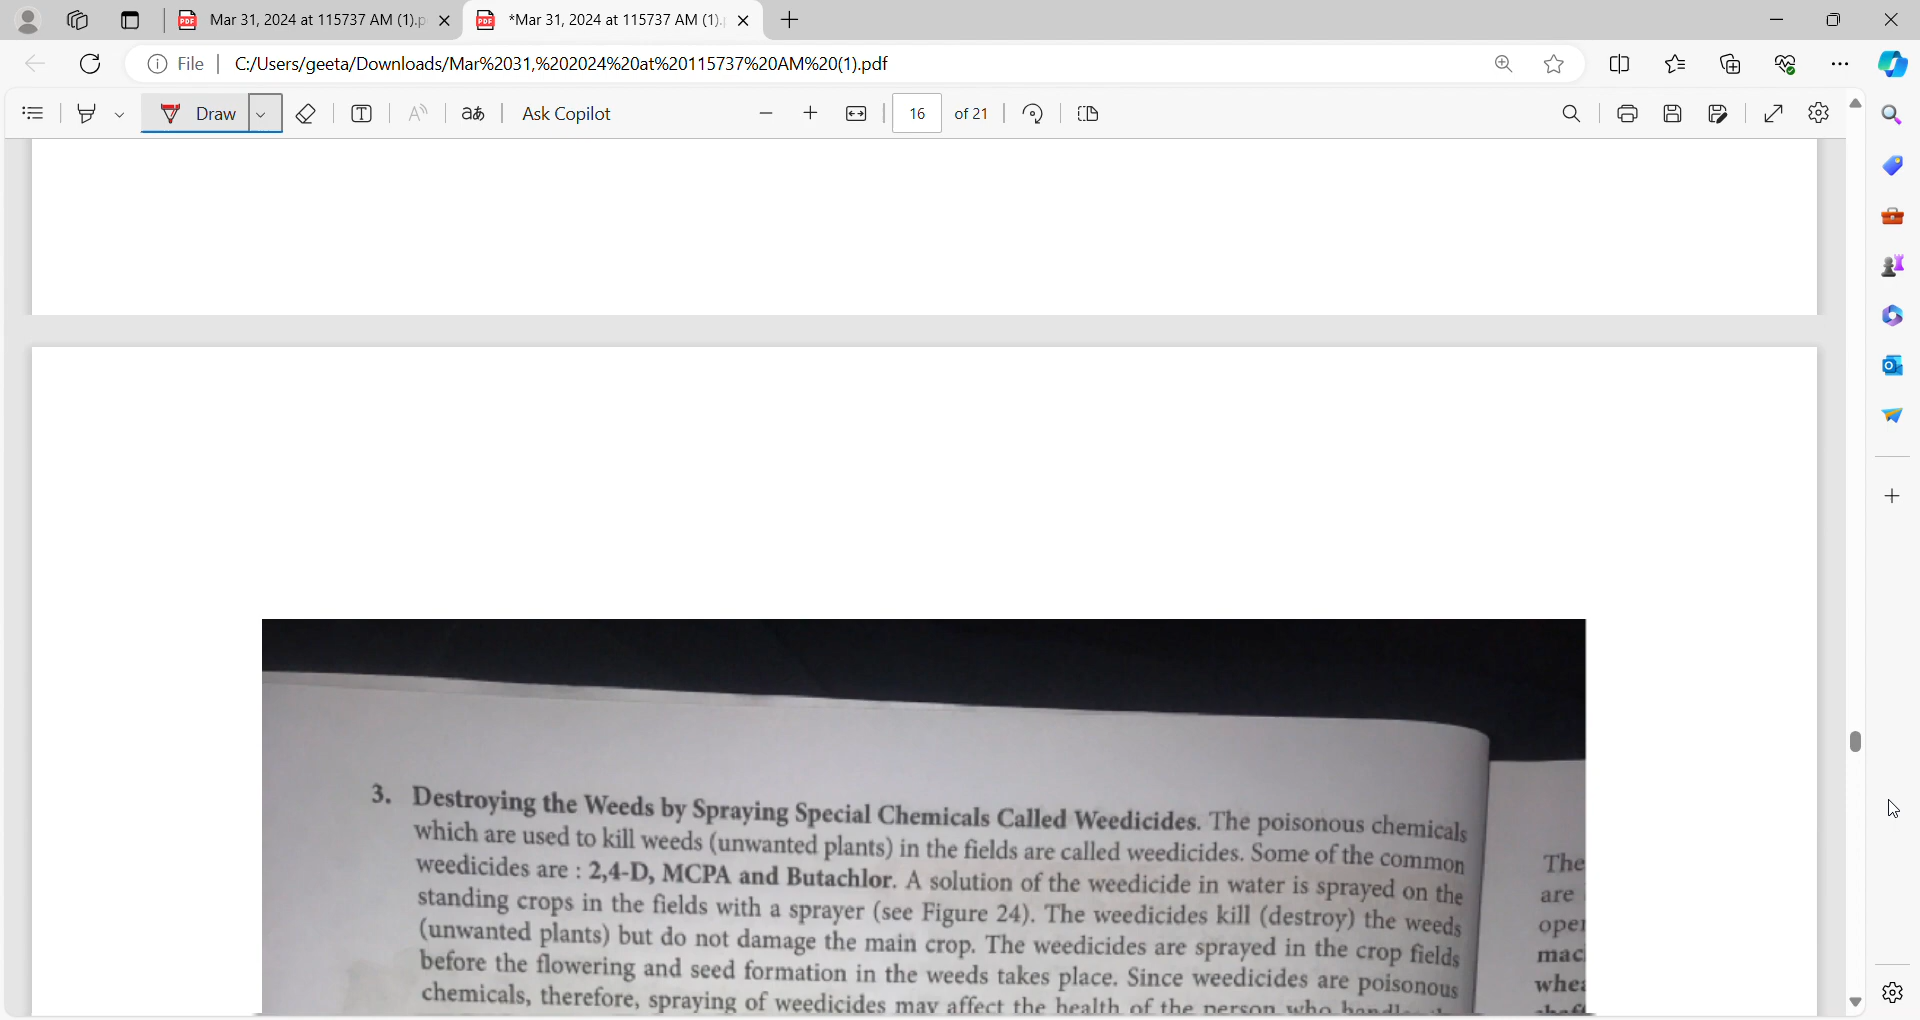 Mar 31, 2024 at 115737 AM (1).p
*Mar 31, 2024 at 115737 AM (1).
File
C:/Users/geeta/Downloads/Mar%2031,%202024%20at%20115737%20AM%20(1).pdf
Draw
Ask Copilot
16 of 21
3. Destroying the Weeds by Spraying Special Chemicals Called Weedicides. The poisonous chemicals
which are used to kill weeds (unwanted plants) in the fields are called weedicides. Some of the common
weedicides are : 2,4-D, MCPA and Butachlor. A solution of the weedicide in water is sprayed on the
standing crops in the fields with a sprayer (see Figure 24). The weedicides kill (destroy) the weeds
(unwanted plants) but do not damage the main crop. The weedicides are sprayed in the crop fields
before the flowering and seed formation in the weeds takes place. Since weedicides are poisonous
chemicals, therefore, spraying of weedicides may affect the health of the person who
The
are
oper
mac
whea